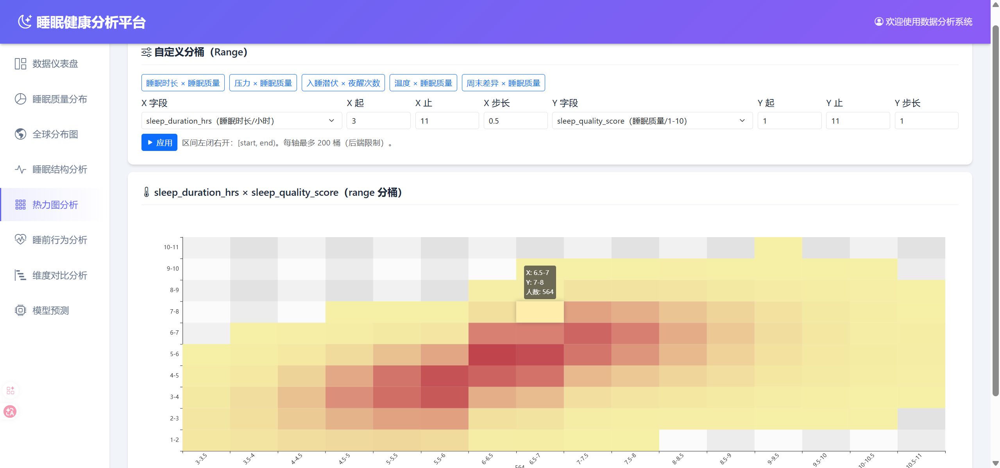 睡眠健康分析平台
欢迎使用数据分析系统
数据仪表盘
睡眠质量分布
全球分布图
睡眠结构分析
热力图分析
睡前行为分析
维度对比分析
模型预测
自定义分桶（Range）
睡眠时长 × 睡眠质量
压力 × 睡眠质量
入睡潜伏 × 夜醒次数
温度 × 睡眠质量
周末差异 × 睡眠质量
X 字段
X 起
X 止
X 步长
Y 字段
Y 起
Y 止
Y 步长
sleep_duration_hrs（睡眠时长/小时）
3
11
0.5
sleep_quality_score（睡眠质量/1-10）
1
11
1
应用
区间左闭右开：[start, end)。每轴最多 200 桶（后端限制）。
sleep_duration_hrs × sleep_quality_score（range 分桶）
10-11
9-10
8-9
7-8
6-7
5-6
4-5
3-4
2-3
1-2
X: 6.5-7
Y: 7-8
人数: 564
3-3.5
3.5-4
4-4.5
4.5-5
5-5.5
5.5-6
6-6.5
6.5-7
7-7.5
7.5-8
8-8.5
8.5-9
9-9.5
9.5-10
10-10.5
10.5-11
564